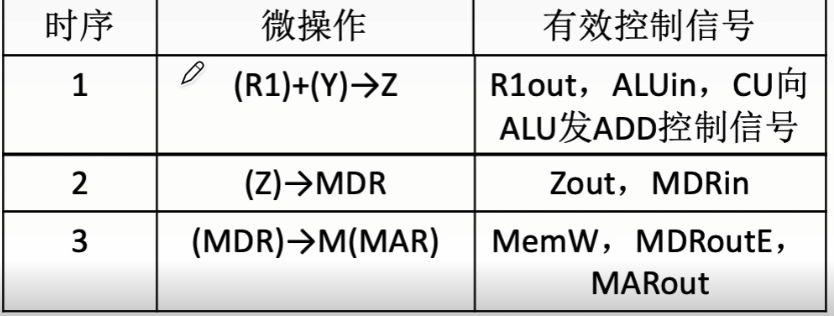 时序 微操作 有效控制信号
1 (R1)+(Y)→Z R1out，ALUin，CU向
ALU发ADD控制信号
2 (Z)→MDR Zout，MDRin
3 (MDR)→M(MAR) MemW，MDRoutE，
MARout